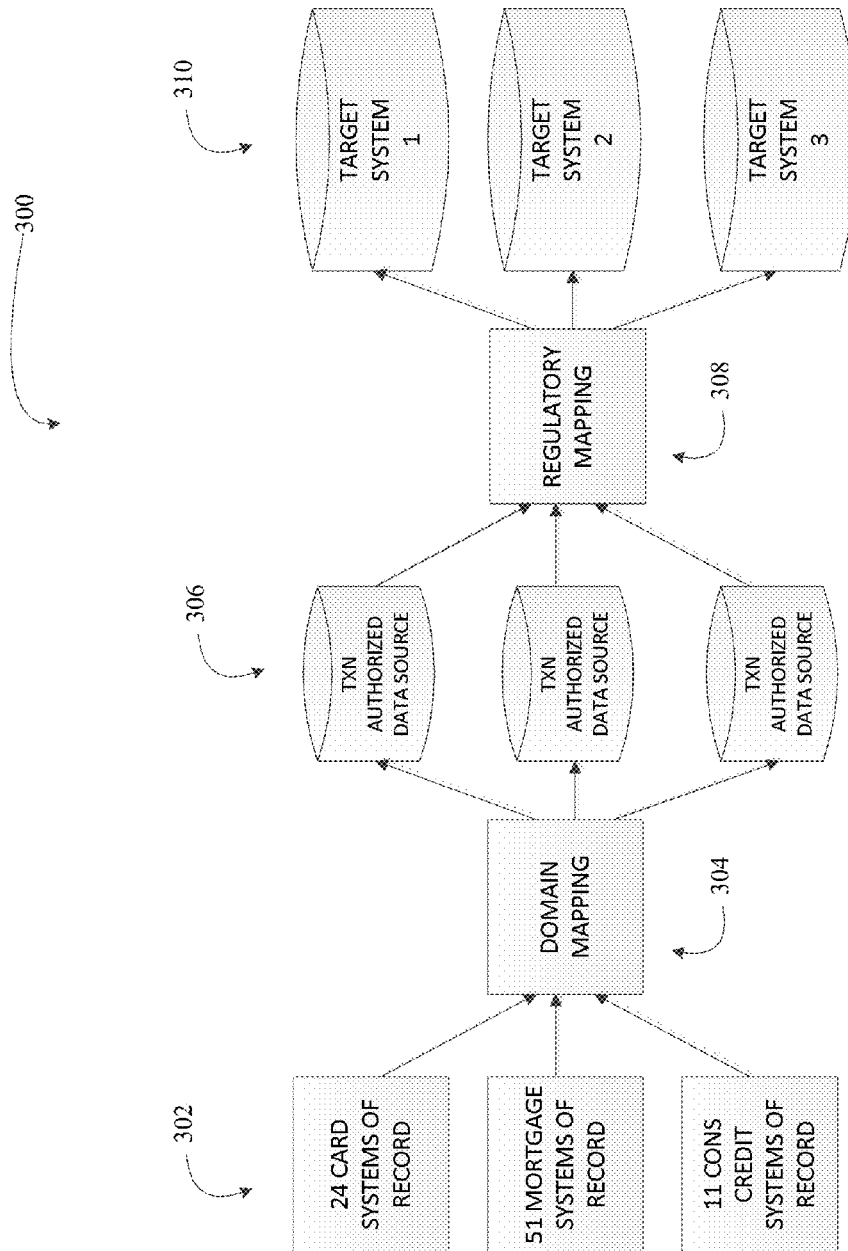 300
302
306
310
24 CARD
SYSTEMS OF
RECORD
51 MORTGAGE
SYSTEMS OF
RECORD
11 CONS
CREDIT
SYSTEMS OF
RECORD
DOMAIN
MAPPING
304
TXN
AUTHORIZED
DATA SOURCE
TXN
AUTHORIZED
DATA SOURCE
TXN
AUTHORIZED
DATA SOURCE
REGULATORY
MAPPING
308
TARGET
SYSTEM
1
TARGET
SYSTEM
2
TARGET
SYSTEM
3